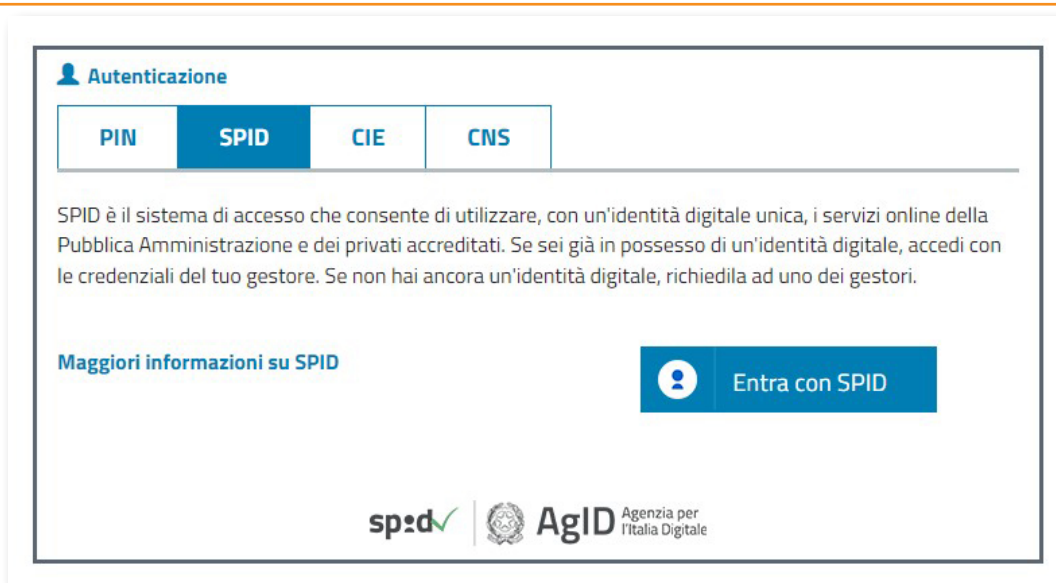 Autenticazione
PIN SPID CIE CNS
SPID è il sistema di accesso che consente di utilizzare, con un'identità digitale unica, i servizi online della
Pubblica Amministrazione e dei privati accreditati. Se sei già in possesso di un'identità digitale, accedi con
le credenziali del tuo gestore. Se non hai ancora un'identità digitale, richiedila ad uno dei gestori.
Maggiori informazioni su SPID
Entra con SPID
spid
AgID Agenzia per
l'Italia Digitale